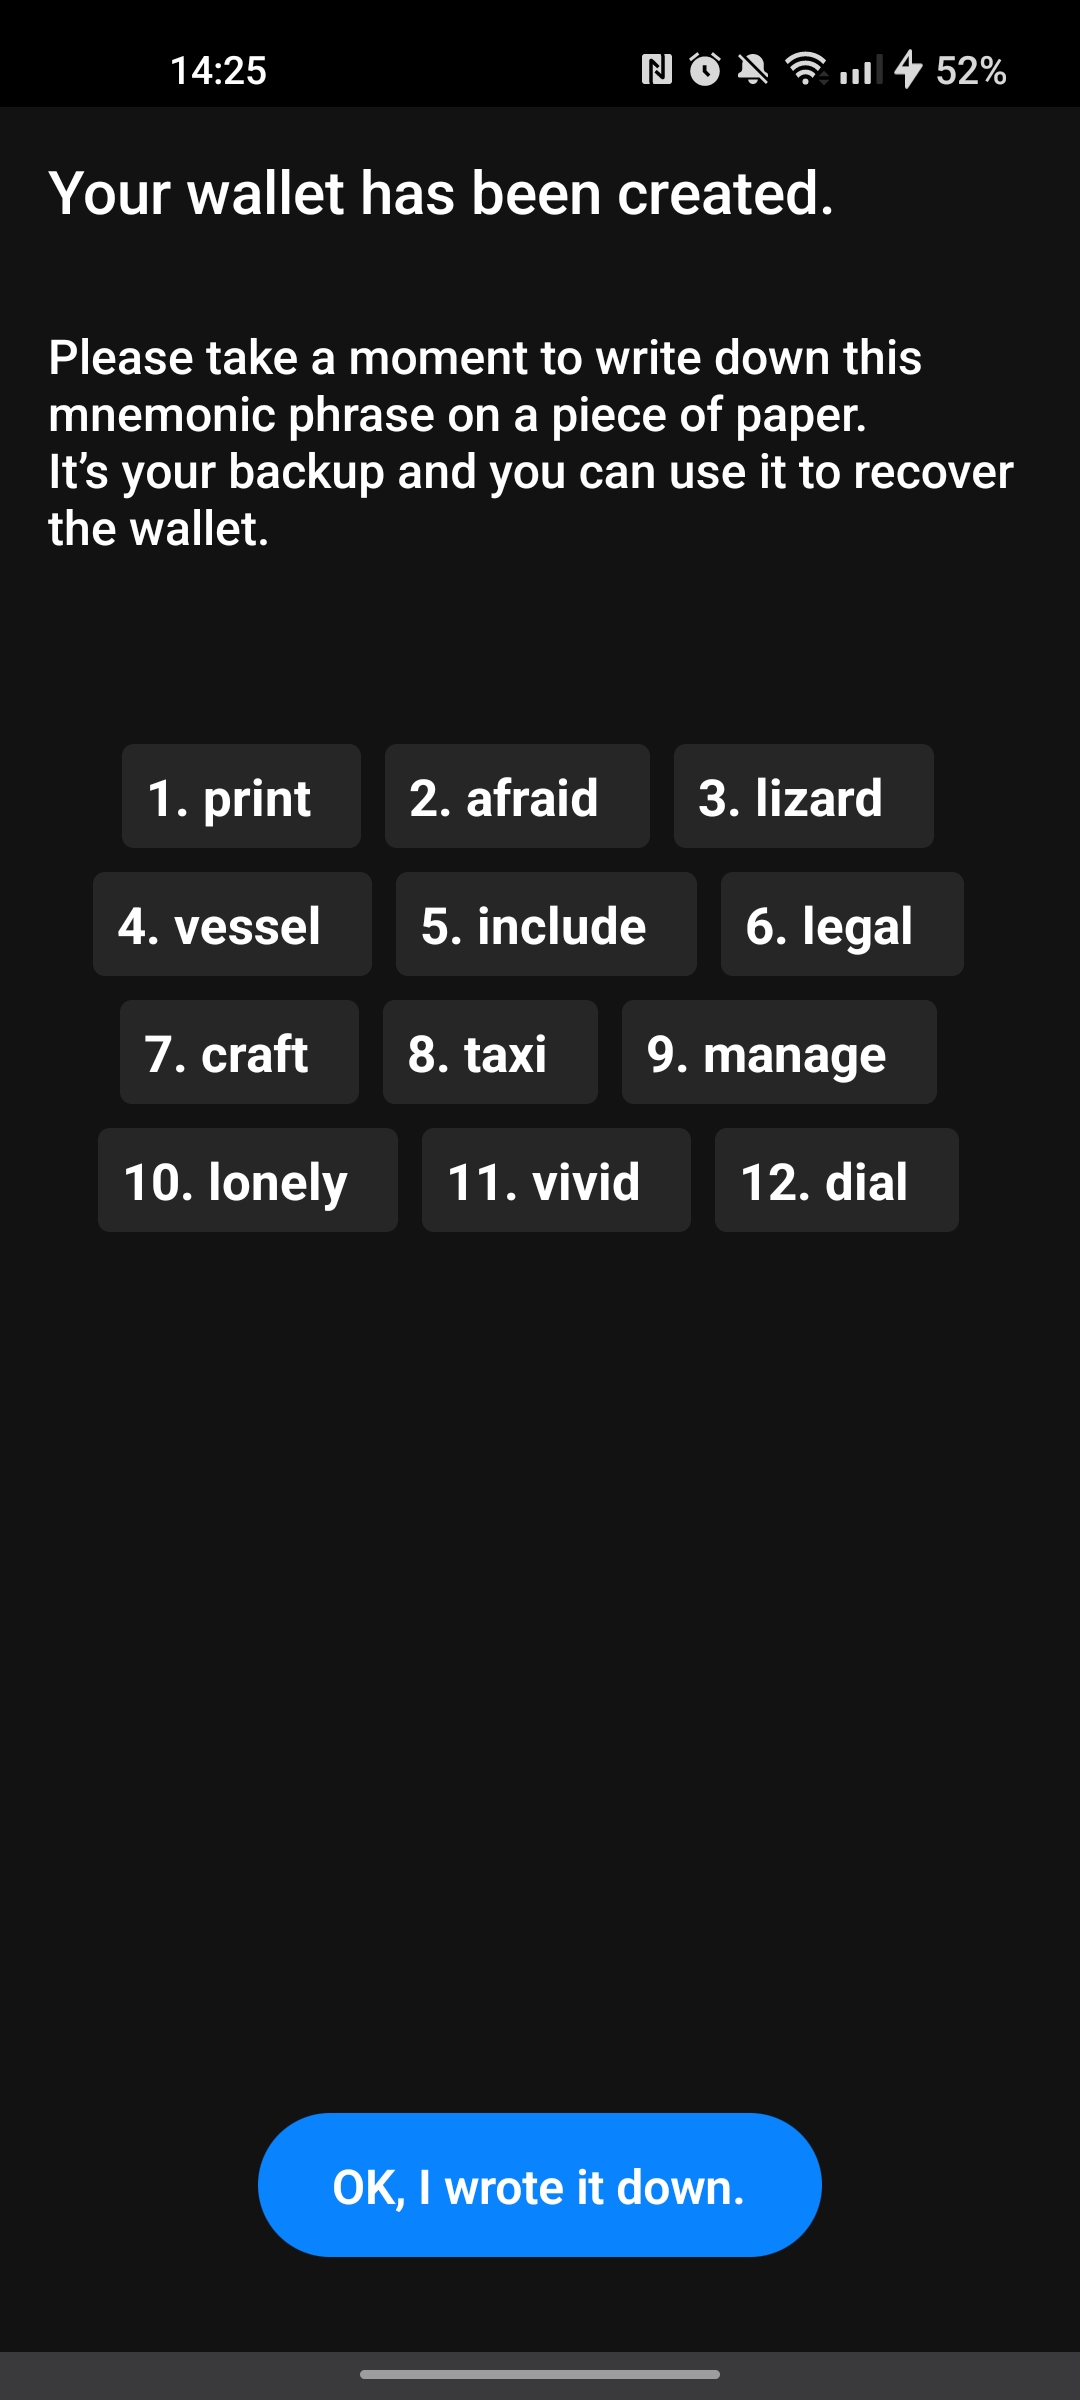 14:25 52%
Your wallet has been created.
Please take a moment to write down this
mnemonic phrase on a piece of paper.
It’s your backup and you can use it to recover
the wallet.
1. print 2. afraid 3. lizard
4. vessel 5. include 6. legal
7. craft 8. taxi 9. manage
10. lonely 11. vivid 12. dial
OK, I wrote it down.